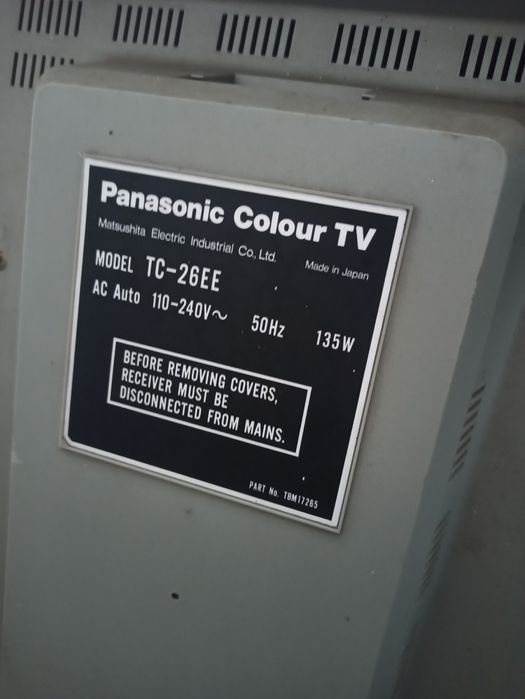 Panasonic Colour TV
Matsushita Electric Industrial Co., Ltd. Made in Japan
MODEL TC-26EE
AC Auto 110-240V~ 50Hz 135W
BEFORE REMOVING COVERS,
RECEIVER MUST BE
DISCONNECTED FROM MAINS.
PART No. TBM17265